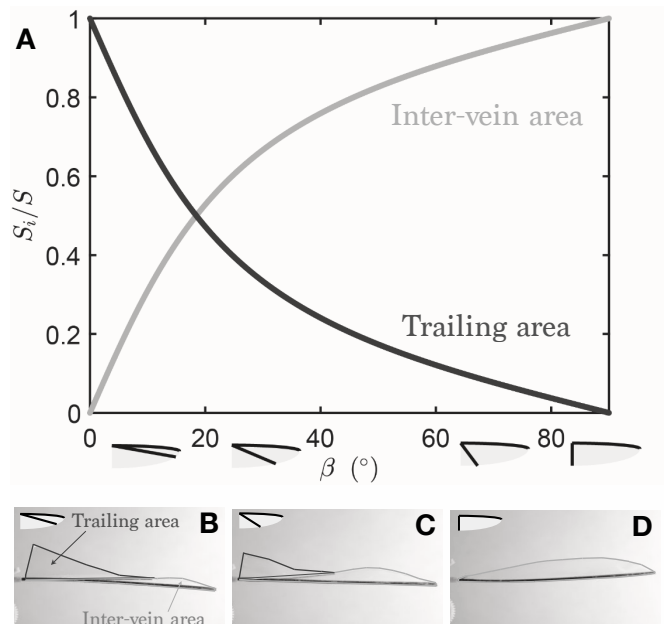 A
1
0.8
0.6
0.4
0.2
0
Sᵢ/S
Inter-vein area
Trailing area
0 20 40 60 80
β (°)
B
Trailing area
Inter-vein area
C
D